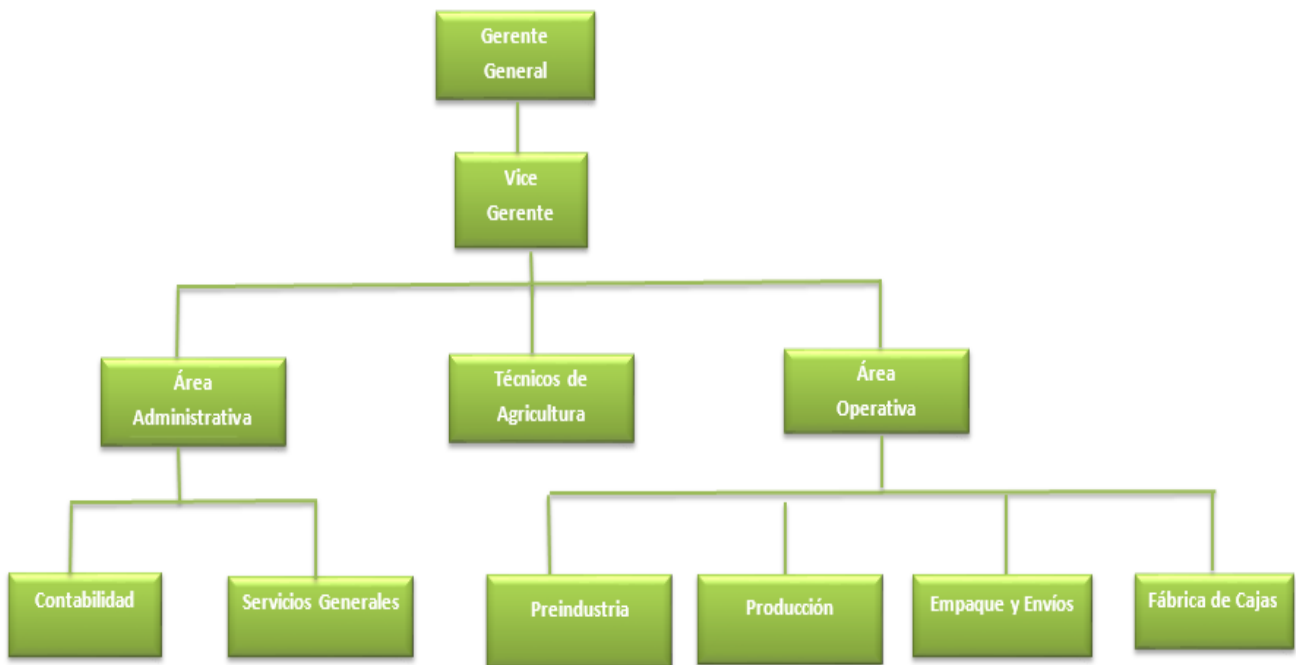 Gerente
General
Vice
Gerente
Área
Administrativa
Técnicos de
Agricultura
Área
Operativa
Contabilidad
Servicios Generales
Preindustria
Producción
Empaque y Envíos
Fábrica de Cajas